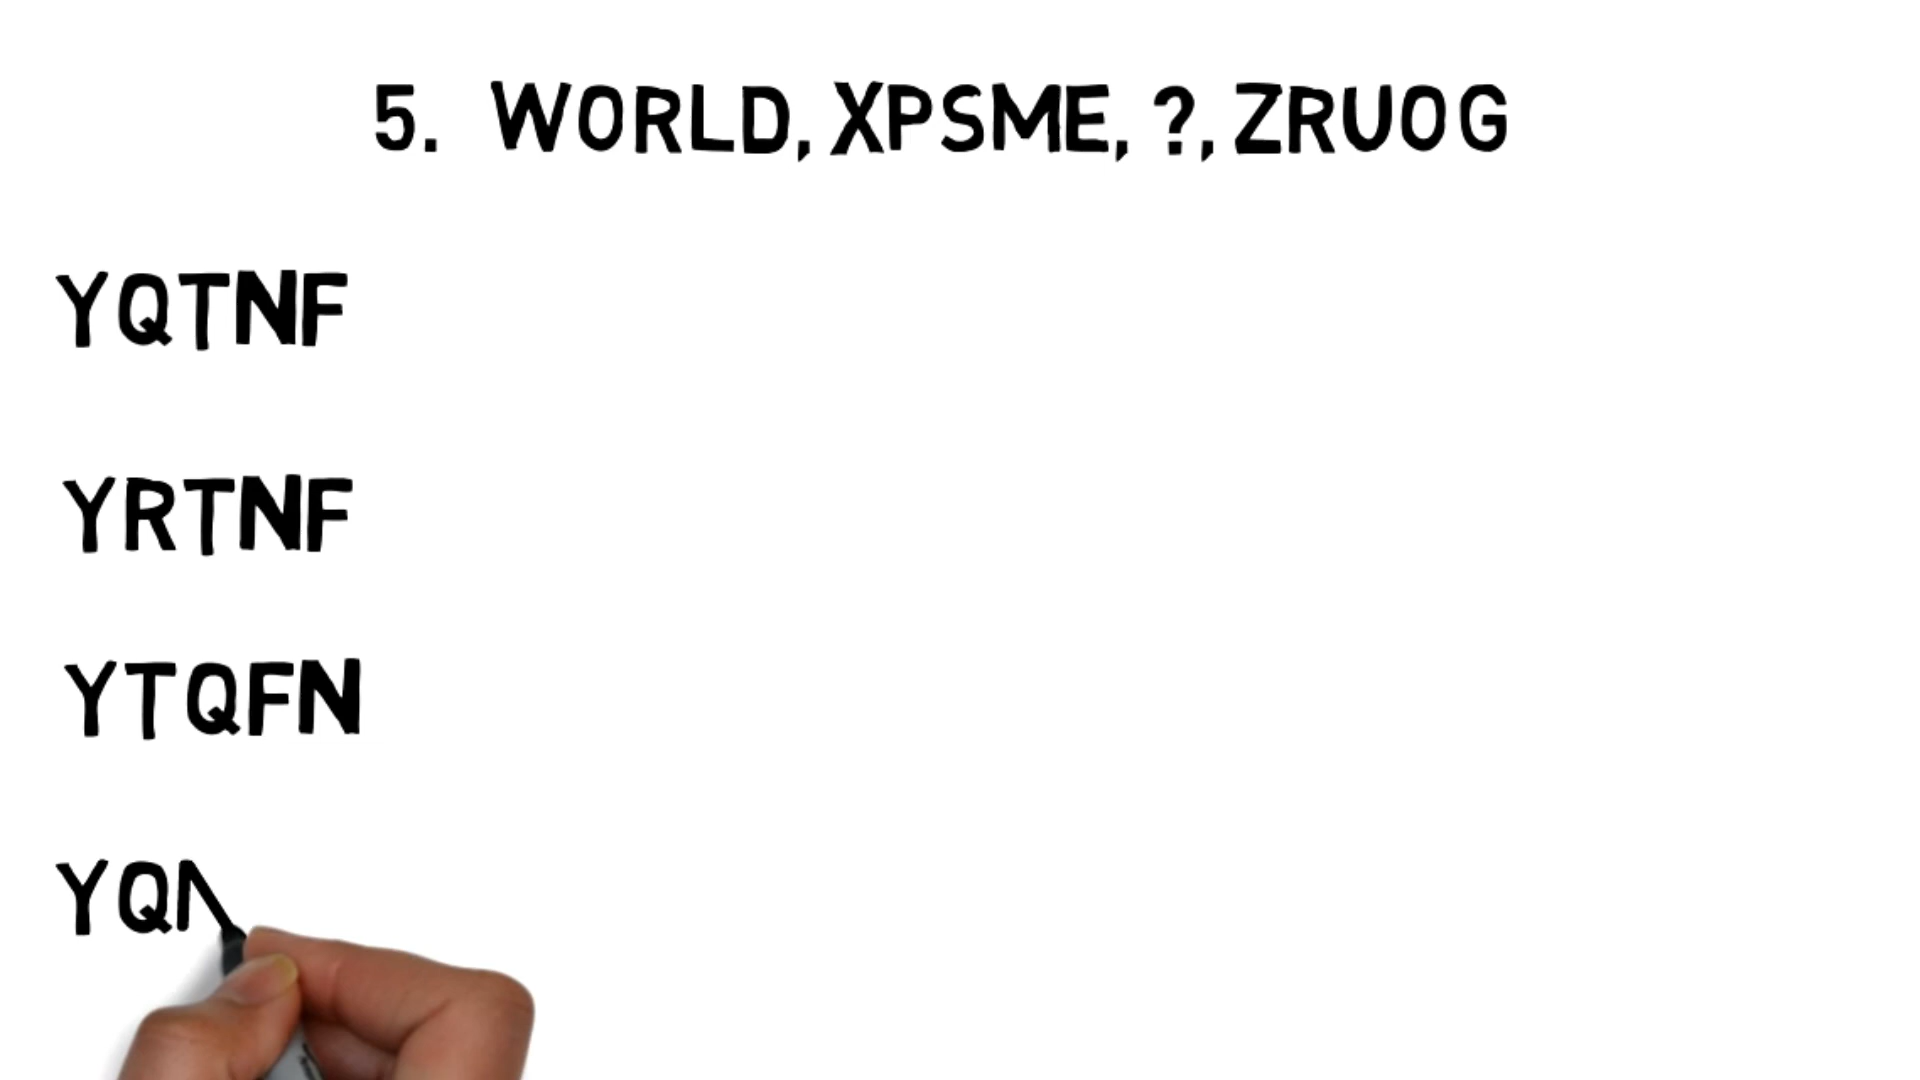 5. WORLD, XPSME, ?, ZRUOG
YQTNF
YRTNF
YTQFN
YQ